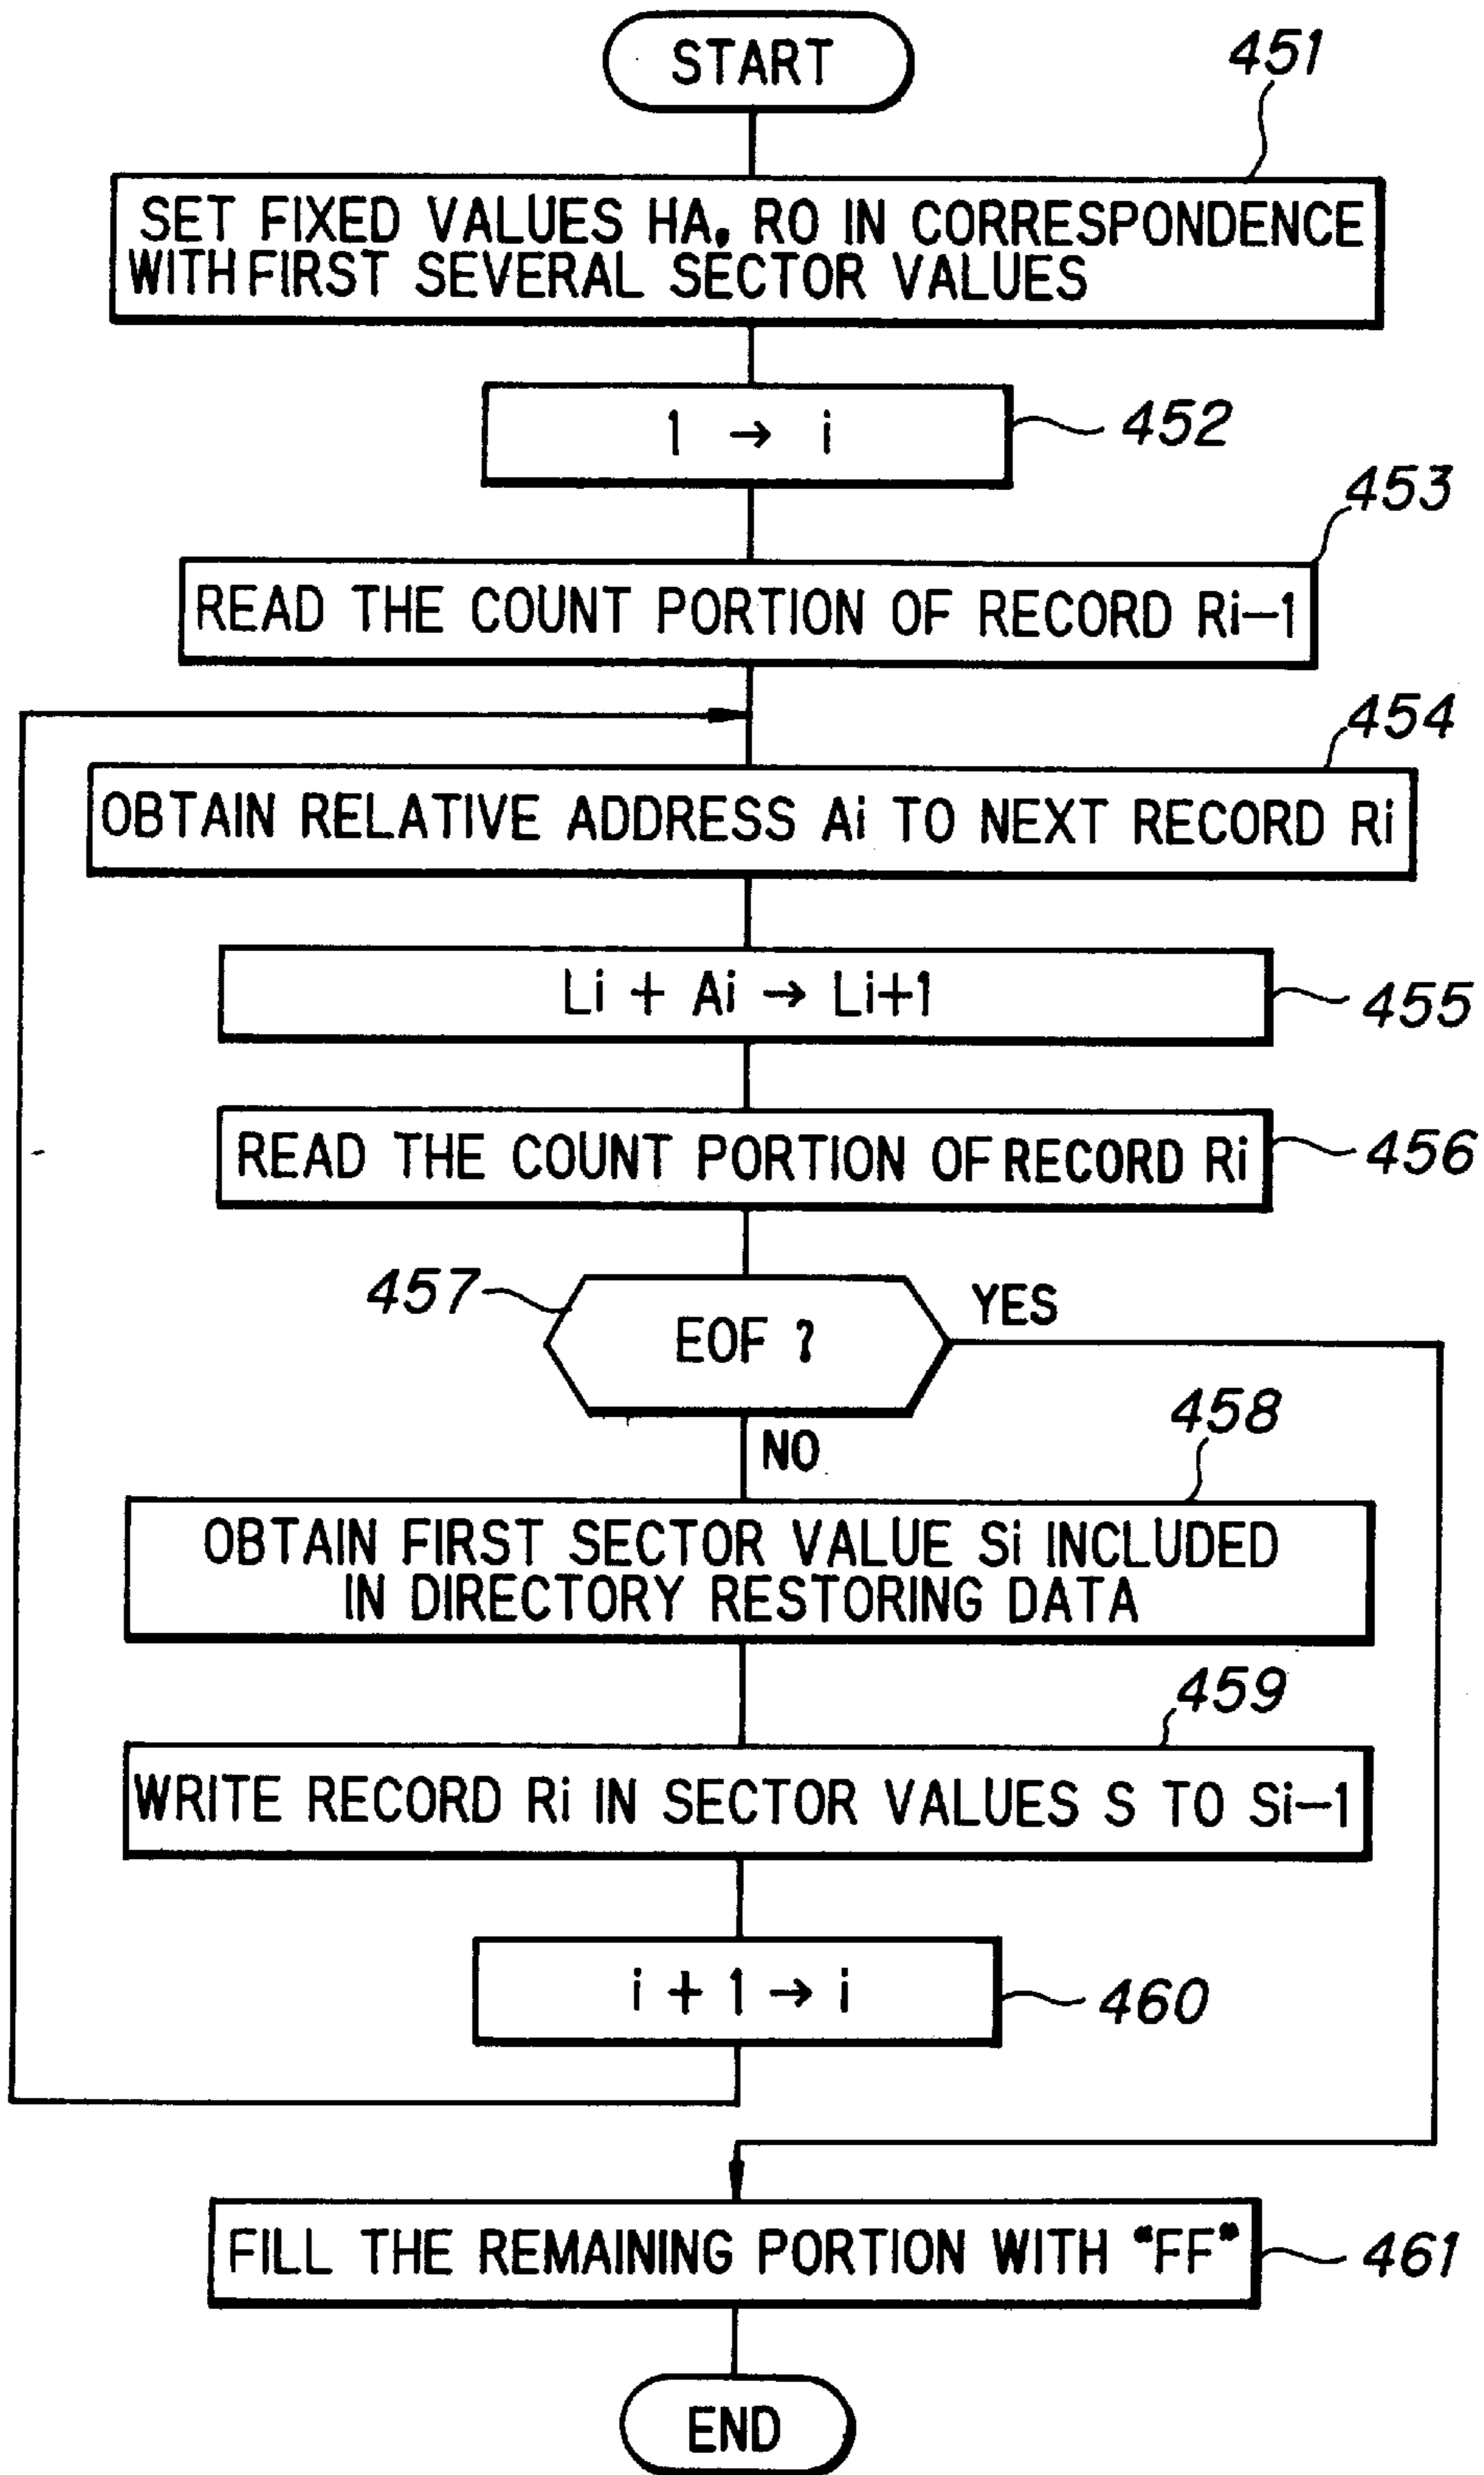 START
451
SET FIXED VALUES HA, RO IN CORRESPONDENCE
WITH FIRST SEVERAL SECTOR VALUES
1 → i
452
453
READ THE COUNT PORTION OF RECORD Ri-1
454
OBTAIN RELATIVE ADDRESS Ai TO NEXT RECORD Ri
Li + Ai → Li+1
455
READ THE COUNT PORTION OF RECORD Ri
456
457
EOF ?
YES
NO
458
OBTAIN FIRST SECTOR VALUE Si INCLUDED
IN DIRECTORY RESTORING DATA
459
WRITE RECORD Ri IN SECTOR VALUES S TO Si-1
i + 1 → i
460
FILL THE REMAINING PORTION WITH "FF"
461
END